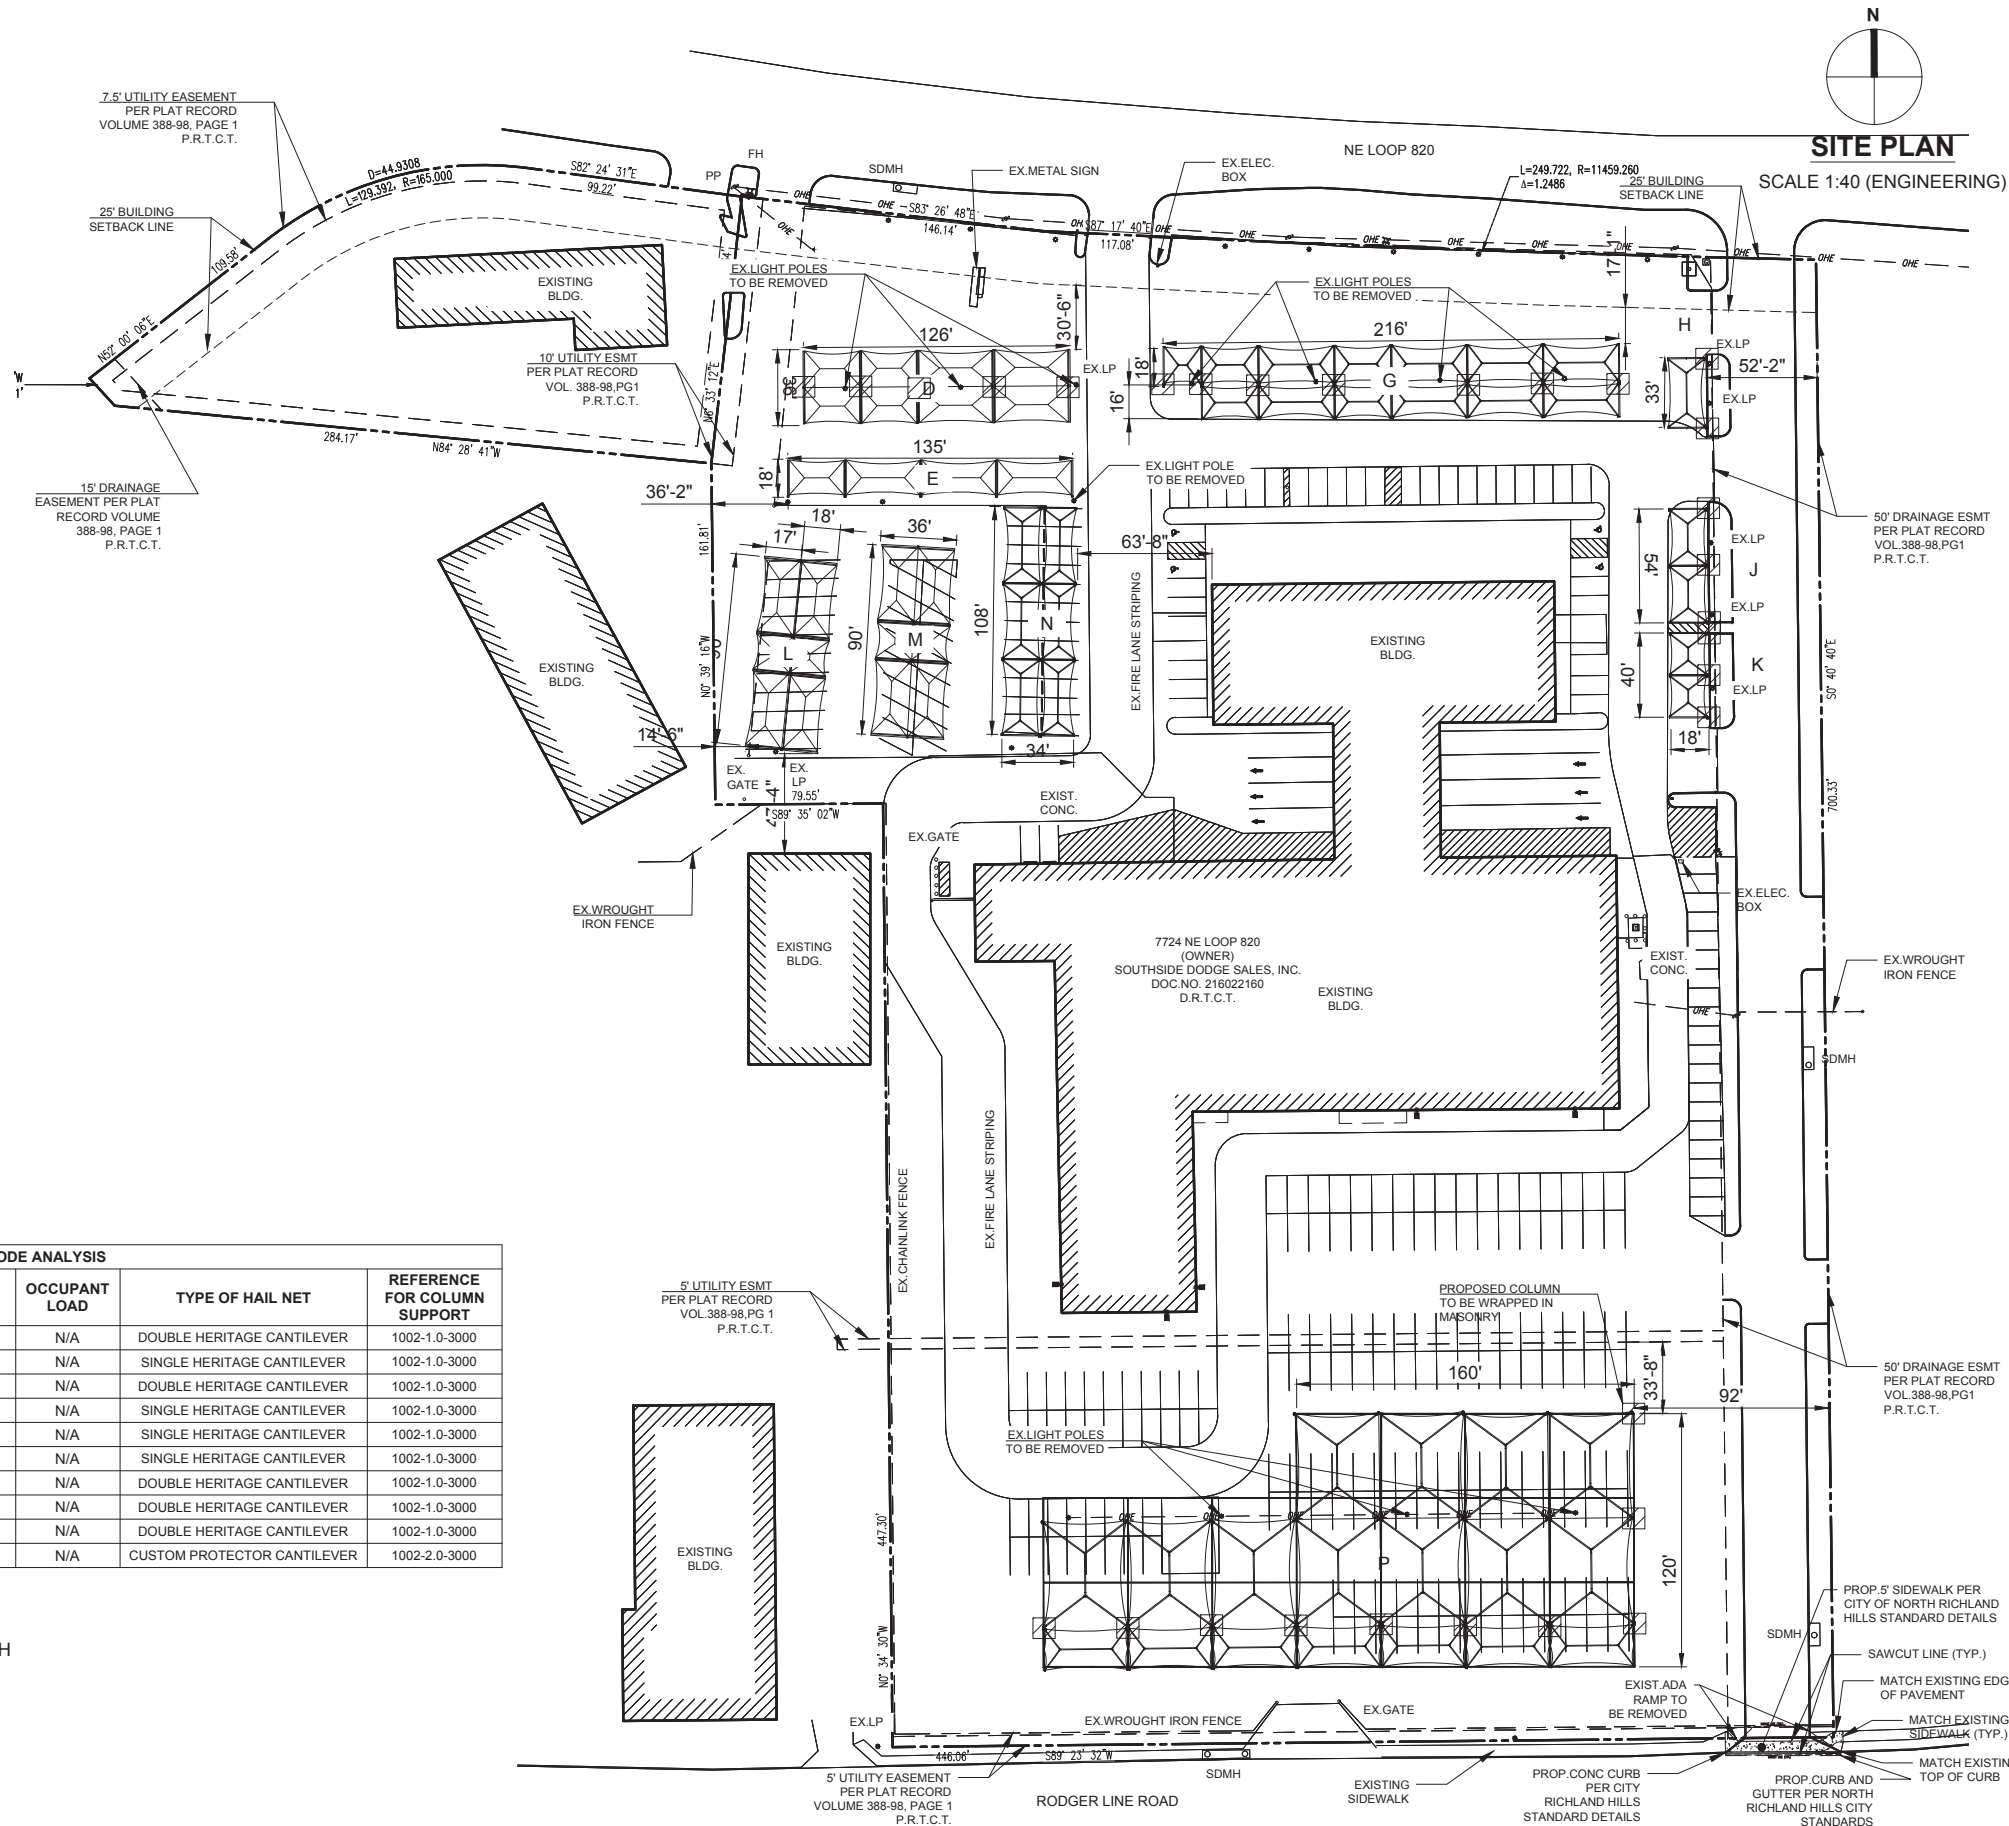 N
SITE PLAN
SCALE 1:40 (ENGINEERING)
NE LOOP 820
7.5' UTILITY EASEMENT
PER PLAT RECORD
VOLUME 388-98, PAGE 1
P.R.T.C.T.
25' BUILDING
SETBACK LINE
D=44.9308
L=129.392, R=165.000
109.58'
N52° 00' 06"E
S82° 24' 31"E
99.22'
PP
FH
SDMH
EX.METAL SIGN
EX.ELEC.
BOX
OHE
S83° 26' 48"E
146.14'
S87° 17' 40"E
117.08'
L=249.722, R=11459.260
Δ=1.2486
25' BUILDING
SETBACK LINE
17'-1"
OHE
OHE
OHE
EXISTING
BLDG.
EX.LIGHT POLES
TO BE REMOVED
EX.LIGHT POLES
TO BE REMOVED
126'
30'-6"
216'
H
36'
D
EX.LP
18'
16'
G
33'
EX.LP
52'-2"
EX.LP
10' UTILITY ESMT
PER PLAT RECORD
VOL. 388-98,PG1
P.R.T.C.T.
N6° 33' 12"E
'W
1'
284.17'
N84° 28' 41"W
15' DRAINAGE
EASEMENT PER PLAT
RECORD VOLUME
388-98, PAGE 1
P.R.T.C.T.
135'
18'
E
EX.LIGHT POLE
TO BE REMOVED
36'-2"
50' DRAINAGE ESMT
PER PLAT RECORD
VOL.388-98,PG1
P.R.T.C.T.
161.81'
N0° 39' 16"W
17'
18'
36'
63'-8"
L
90'
M
108'
N
34'
EX.FIRE LANE STRIPING
EXISTING
BLDG.
EXISTING
BLDG.
54'
EX.LP
J
EX.LP
40'
K
EX.LP
18'
S0° 40' 40"E
700.33'
14'-6"
EX.
GATE
EX.
LP
79.55'
S89° 35' 02"W
EXIST.
CONC.
EX.GATE
EX.WROUGHT
IRON FENCE
EXISTING
BLDG.
7724 NE LOOP 820
(OWNER)
SOUTHSIDE DODGE SALES, INC.
DOC.NO. 216022160
D.R.T.C.T.
EXISTING
BLDG.
EX.ELEC.
BOX
EXIST.
CONC.
OHE
EX.WROUGHT
IRON FENCE
SDMH
EX.CHAINLINK FENCE
EX.FIRE LANE STRIPING
ODE ANALYSIS
OCCUPANT
LOAD
TYPE OF HAIL NET
REFERENCE
FOR COLUMN
SUPPORT
N/A DOUBLE HERITAGE CANTILEVER 1002-1.0-3000
N/A SINGLE HERITAGE CANTILEVER 1002-1.0-3000
N/A DOUBLE HERITAGE CANTILEVER 1002-1.0-3000
N/A SINGLE HERITAGE CANTILEVER 1002-1.0-3000
N/A SINGLE HERITAGE CANTILEVER 1002-1.0-3000
N/A SINGLE HERITAGE CANTILEVER 1002-1.0-3000
N/A DOUBLE HERITAGE CANTILEVER 1002-1.0-3000
N/A DOUBLE HERITAGE CANTILEVER 1002-1.0-3000
N/A DOUBLE HERITAGE CANTILEVER 1002-1.0-3000
N/A CUSTOM PROTECTOR CANTILEVER 1002-2.0-3000
H
5' UTILITY ESMT
PER PLAT RECORD
VOL.388-98,PG 1
P.R.T.C.T.
PROPOSED COLUMN
TO BE WRAPPED IN
MASONRY
160'
33'-8"
92'
50' DRAINAGE ESMT
PER PLAT RECORD
VOL.388-98,PG1
P.R.T.C.T.
EX.LIGHT POLES
TO BE REMOVED
OHE
OHE
OHE
OHE
P
120'
447.30'
N0° 34' 30"W
EXISTING
BLDG.
PROP.5' SIDEWALK PER
CITY OF NORTH RICHLAND
HILLS STANDARD DETAILS
SDMH
SAWCUT LINE (TYP.)
MATCH EXISTING EDG
OF PAVEMENT
MATCH EXISTING
SIDEWALK (TYP.)
MATCH EXISTIN
TOP OF CURB
EXIST.ADA
RAMP TO
BE REMOVED
EX.LP
EX.WROUGHT IRON FENCE
EX.GATE
446.06'
S89° 23' 32"W
SDMH
5' UTILITY EASEMENT
PER PLAT RECORD
VOLUME 388-98, PAGE 1
P.R.T.C.T.
RODGER LINE ROAD
EXISTING
SIDEWALK
PROP.CONC CURB
PER CITY
RICHLAND HILLS
STANDARD DETAILS
PROP.CURB AND
GUTTER PER NORTH
RICHLAND HILLS CITY
STANDARDS